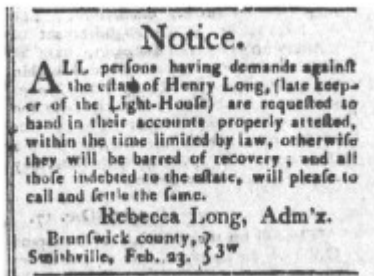 Notice.
ALL persons having demands against
the estate of Henry Long, (late keep-
er of the Light-House) are requested to
hand in their accounts properly attested,
within the time limited by law, otherwise
they will be barred of recovery; and all
those indebted to the estate, will please to
call and settle the same.
Rebecca Long, Adm'x.
Brunswick county, }
Smithville, Feb. 23. } 3w